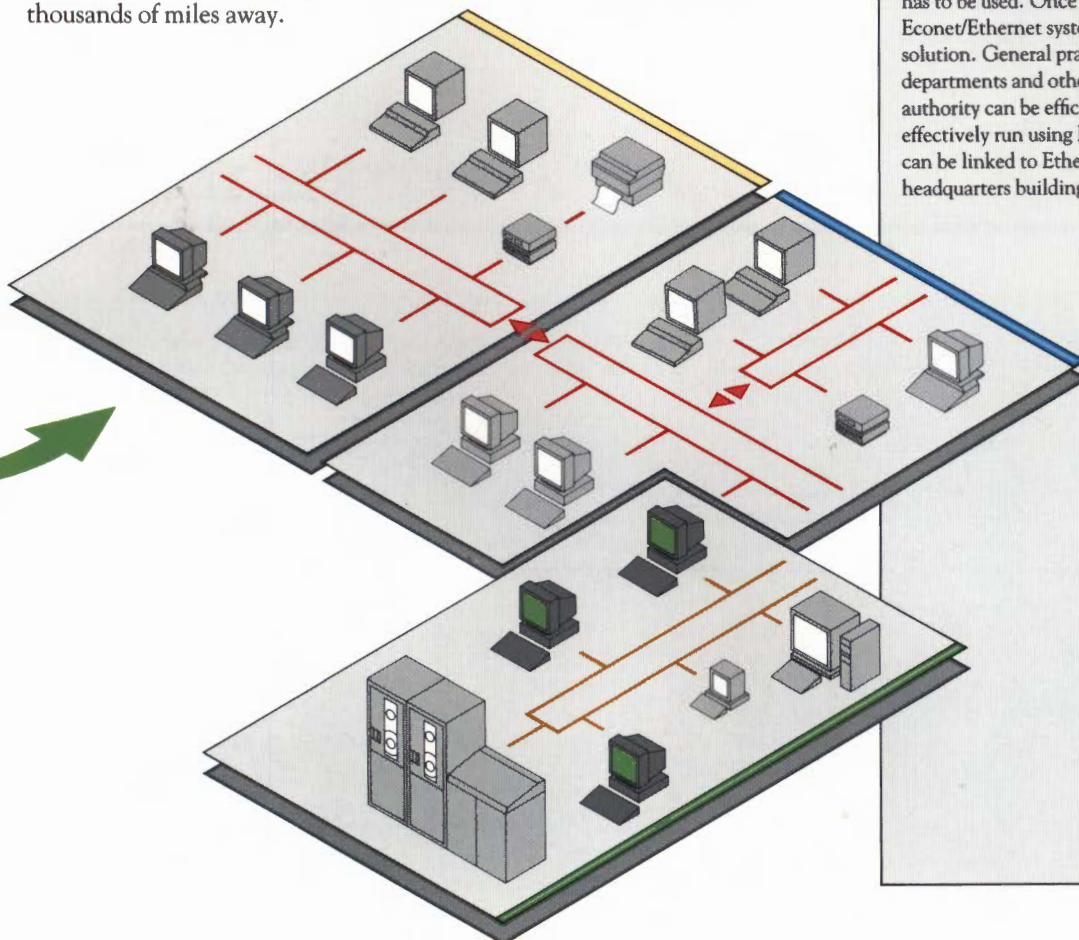 thousands of miles away.
has to be used. Once
Econet/Ethernet syste
solution. General pra
departments and othe
authority can be effic
effectively run using
can be linked to Ethe
headquarters building